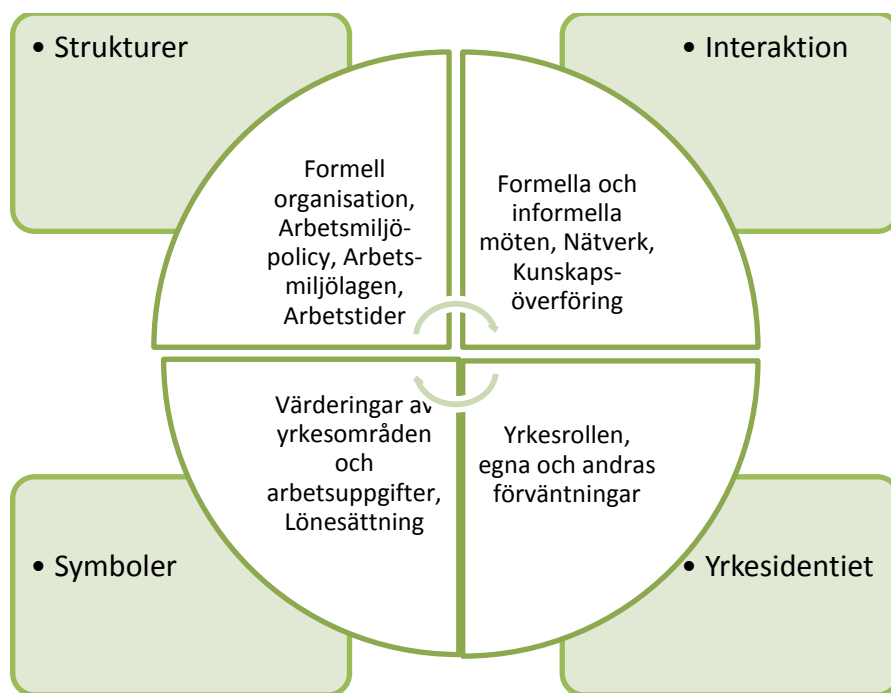 • Strukturer
• Interaktion
Formell
organisation,
Arbetsmiljö-
policy, Arbets-
miljölagen,
Arbetstider
Formella och
informella
möten, Nätverk,
Kunskaps-
överföring
Värderingar av
yrkesområden
och
arbetsuppgifter,
Lönesättning
Yrkesrollen,
egna och andras
förväntningar
• Symboler
• Yrkesidentiet